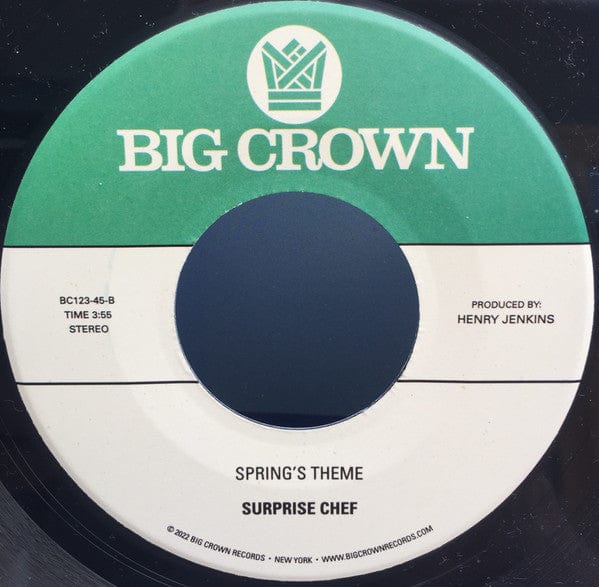 BIG CROWN
BC123-45-B
TIME 3:55
STEREO
PRODUCED BY:
HENRY JENKINS
SPRING'S THEME
SURPRISE CHEF
© 2022 BIG CROWN RECORDS • NEW YORK • WWW.BIGCROWNRECORDS.COM